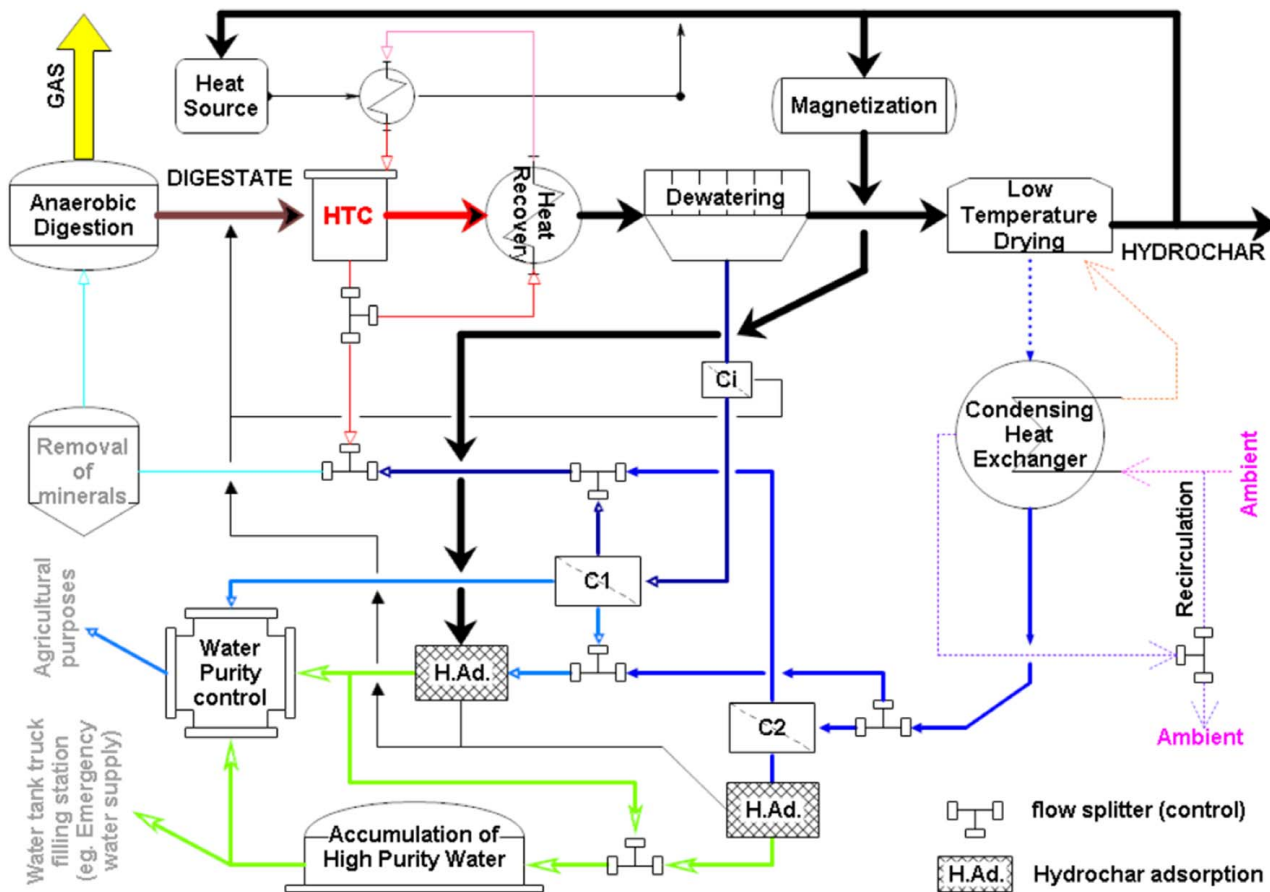 GAS
Heat
Source
Magnetization
Anaerobic
Digestion
DIGESTATE
HTC
Heat
Recovery
Dewatering
Low
Temperature
Drying
HYDROCHAR
Ci
Condensing
Heat
Exchanger
Removal
of
minerals
Ambient
Recirculation
Agricultural
purposes
C1
Water
Purity
control
H.Ad.
C2
Ambient
Water tank truck
filling station
(eg. Emergency
water supply)
H.Ad.
Accumulation of
High Purity Water
flow splitter (control)
H.Ad.
Hydrochar adsorption